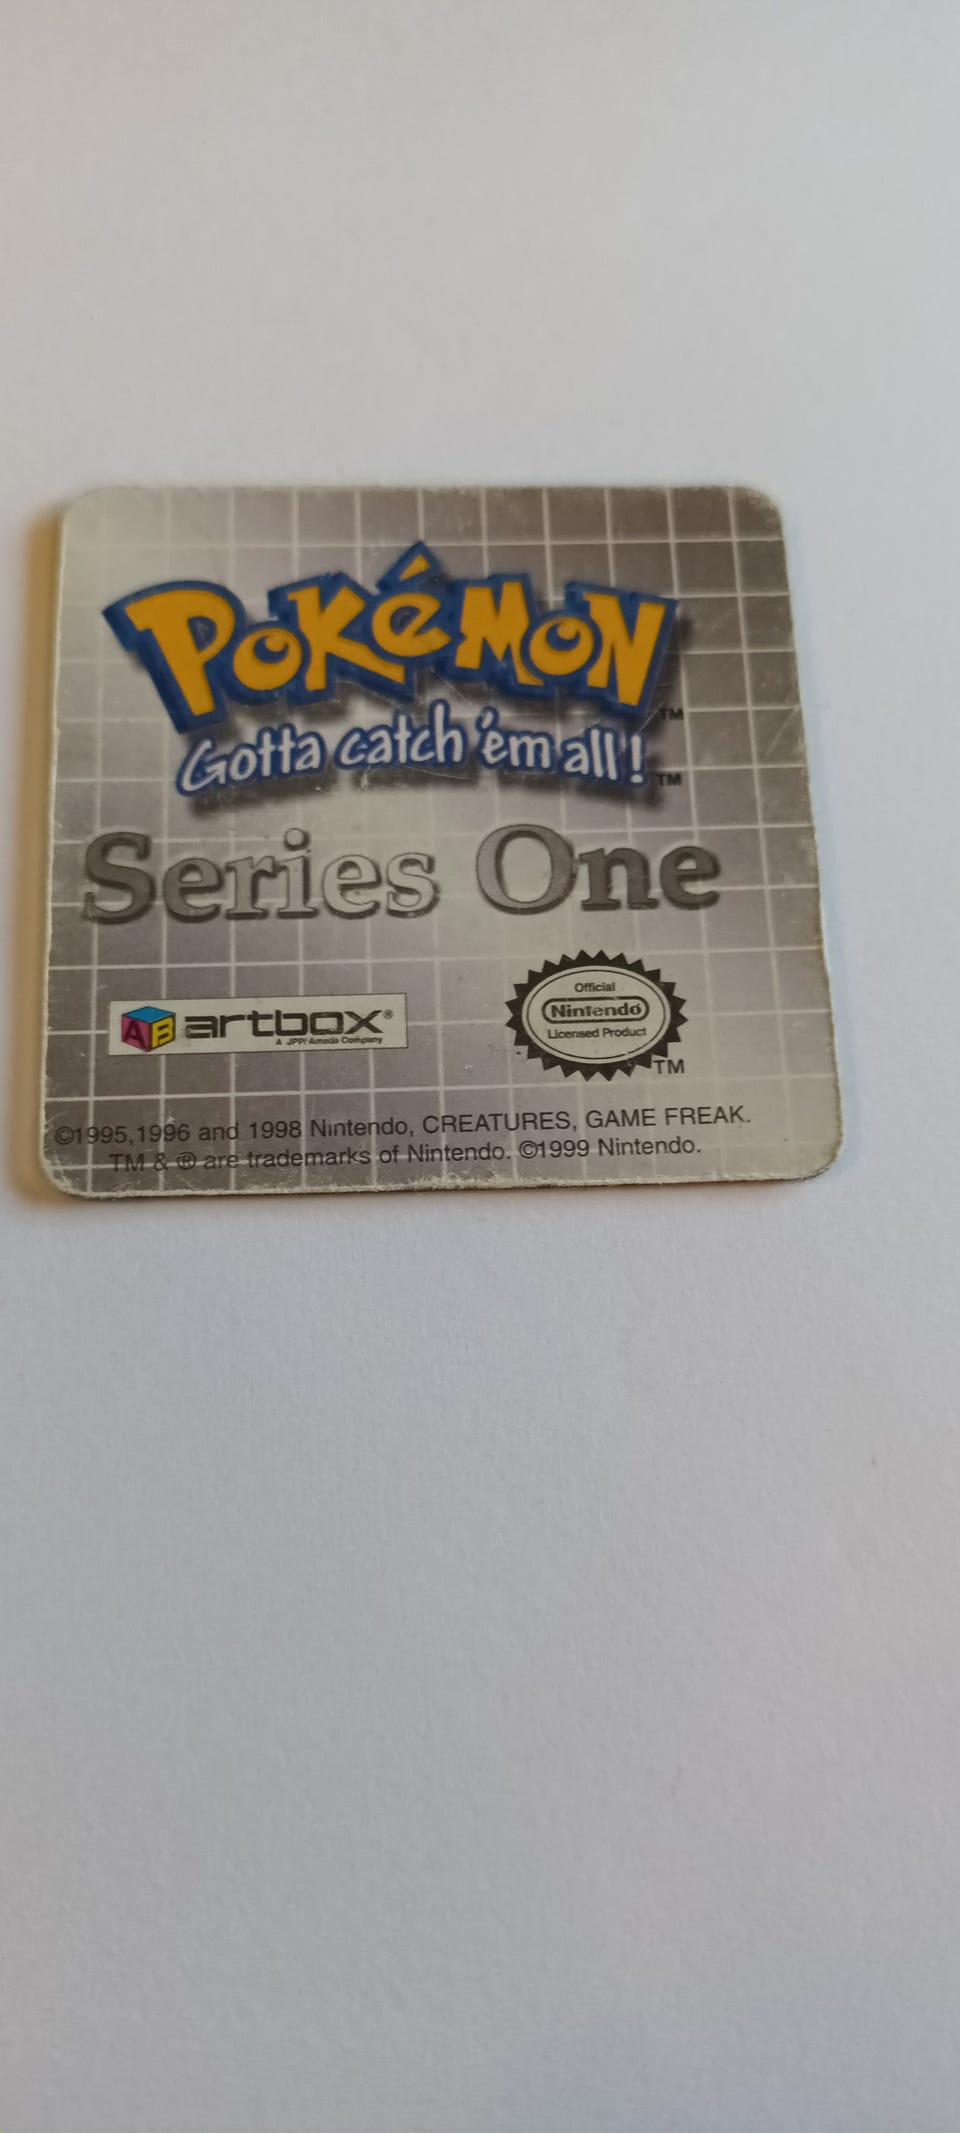 POKéMON
TM
Gotta catch 'em all!
TM
Series One
AB artbox®
A JPP/Amada Company
Official
Nintendo
Licensed Product
TM
©1995,1996 and 1998 Nintendo, CREATURES, GAME FREAK.
TM & ® are trademarks of Nintendo. ©1999 Nintendo.